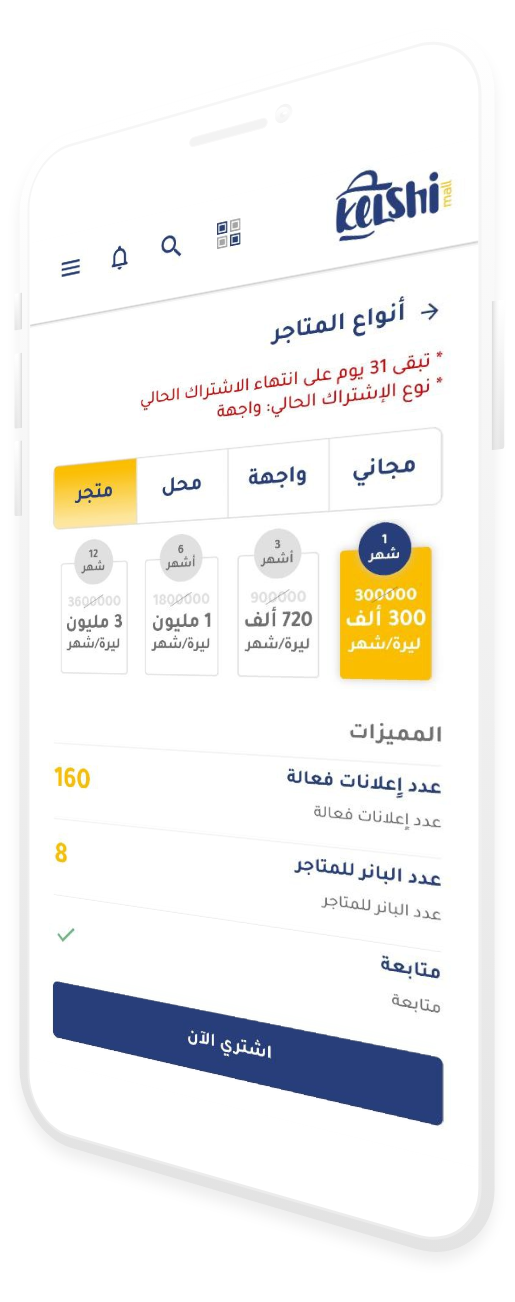 kelshi
mall
أنواع المتاجر
* تبقى 31 يوم على انتهاء الاشتراك الحالي
* نوع الإشتراك الحالي: واجهة
مجاني
واجهة
محل
متجر
1
شهر
300000
300 ألف
ليرة/شهر
3
أشهر
900000
720 ألف
ليرة/شهر
6
أشهر
1800000
1 مليون
ليرة/شهر
12
شهر
3600000
3 مليون
ليرة/شهر
المميزات
عدد إعلانات فعالة
160
عدد إعلانات فعالة
عدد البانر للمتاجر
8
عدد البانر للمتاجر
متابعة
متابعة
اشتري الآن